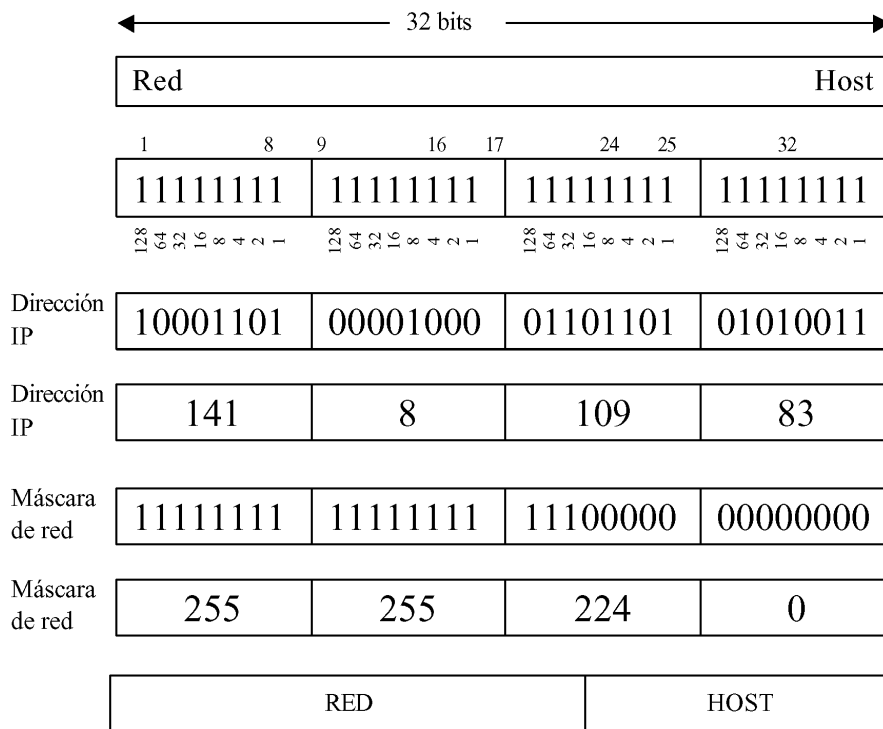 32 bits
Red Host
1 8 9 16 17 24 25 32
11111111 11111111 11111111 11111111
128 64 32 16 8 4 2 1 128 64 32 16 8 4 2 1 128 64 32 16 8 4 2 1 128 64 32 16 8 4 2 1
Dirección
IP
10001101 00001000 01101101 01010011
Dirección
IP
141 8 109 83
Máscara
de red
11111111 11111111 11100000 00000000
Máscara
de red
255 255 224 0
RED HOST